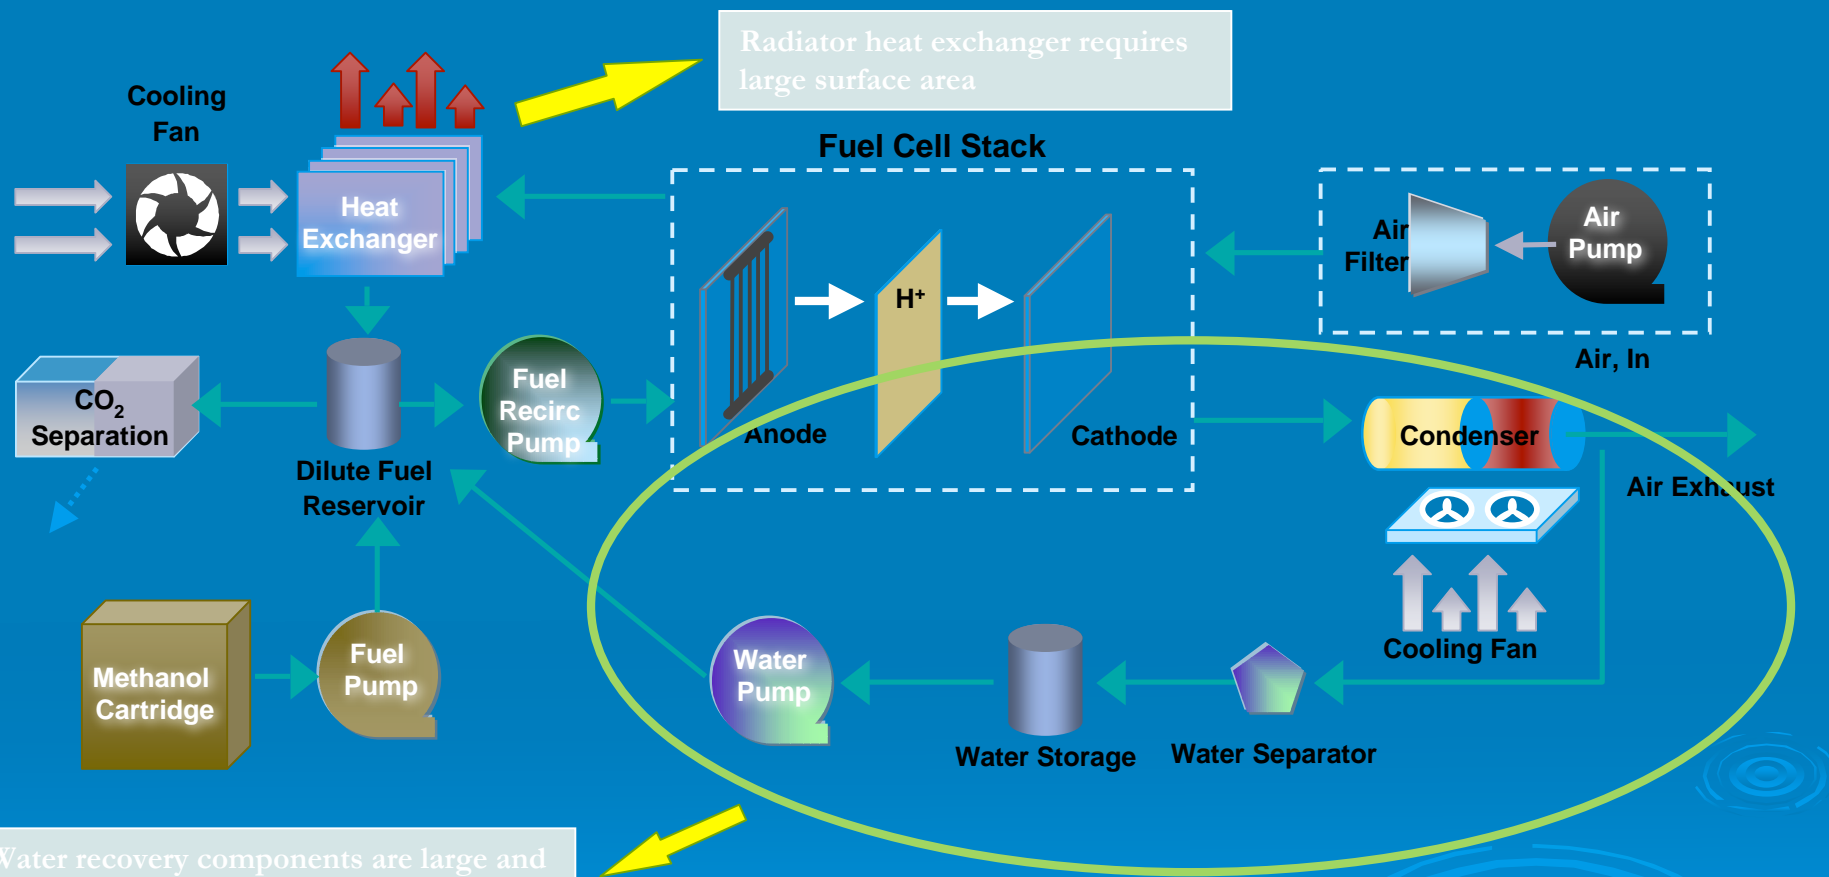 Radiator heat exchanger requires
large surface area
Cooling
Fan
Fuel Cell Stack
Heat
Exchanger
Air
Filter
Air
Pump
H⁺
Air, In
CO₂
Separation
Fuel
Recirc
Pump
Anode
Cathode
Condenser
Dilute Fuel
Reservoir
Air Exhaust
Methanol
Cartridge
Fuel
Pump
Water
Pump
Cooling Fan
Water Storage
Water Separator
Water recovery components are large and